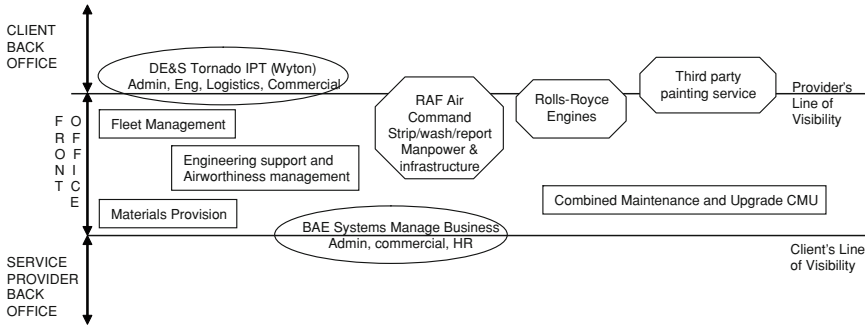 CLIENT
BACK
OFFICE
DE&S Tornado IPT (Wyton)
Admin, Eng, Logistics, Commercial
Third party
painting service
Provider's
Line of
Visibility
RAF Air
Command
Strip/wash/report
Manpower &
infrastructure
Rolls-Royce
Engines
FRONT
OFFICE
Fleet Management
Engineering support and
Airworthiness management
Materials Provision
Combined Maintenance and Upgrade CMU
BAE Systems Manage Business
Admin, commercial, HR
Client's Line
of Visibility
SERVICE
PROVIDER
BACK
OFFICE